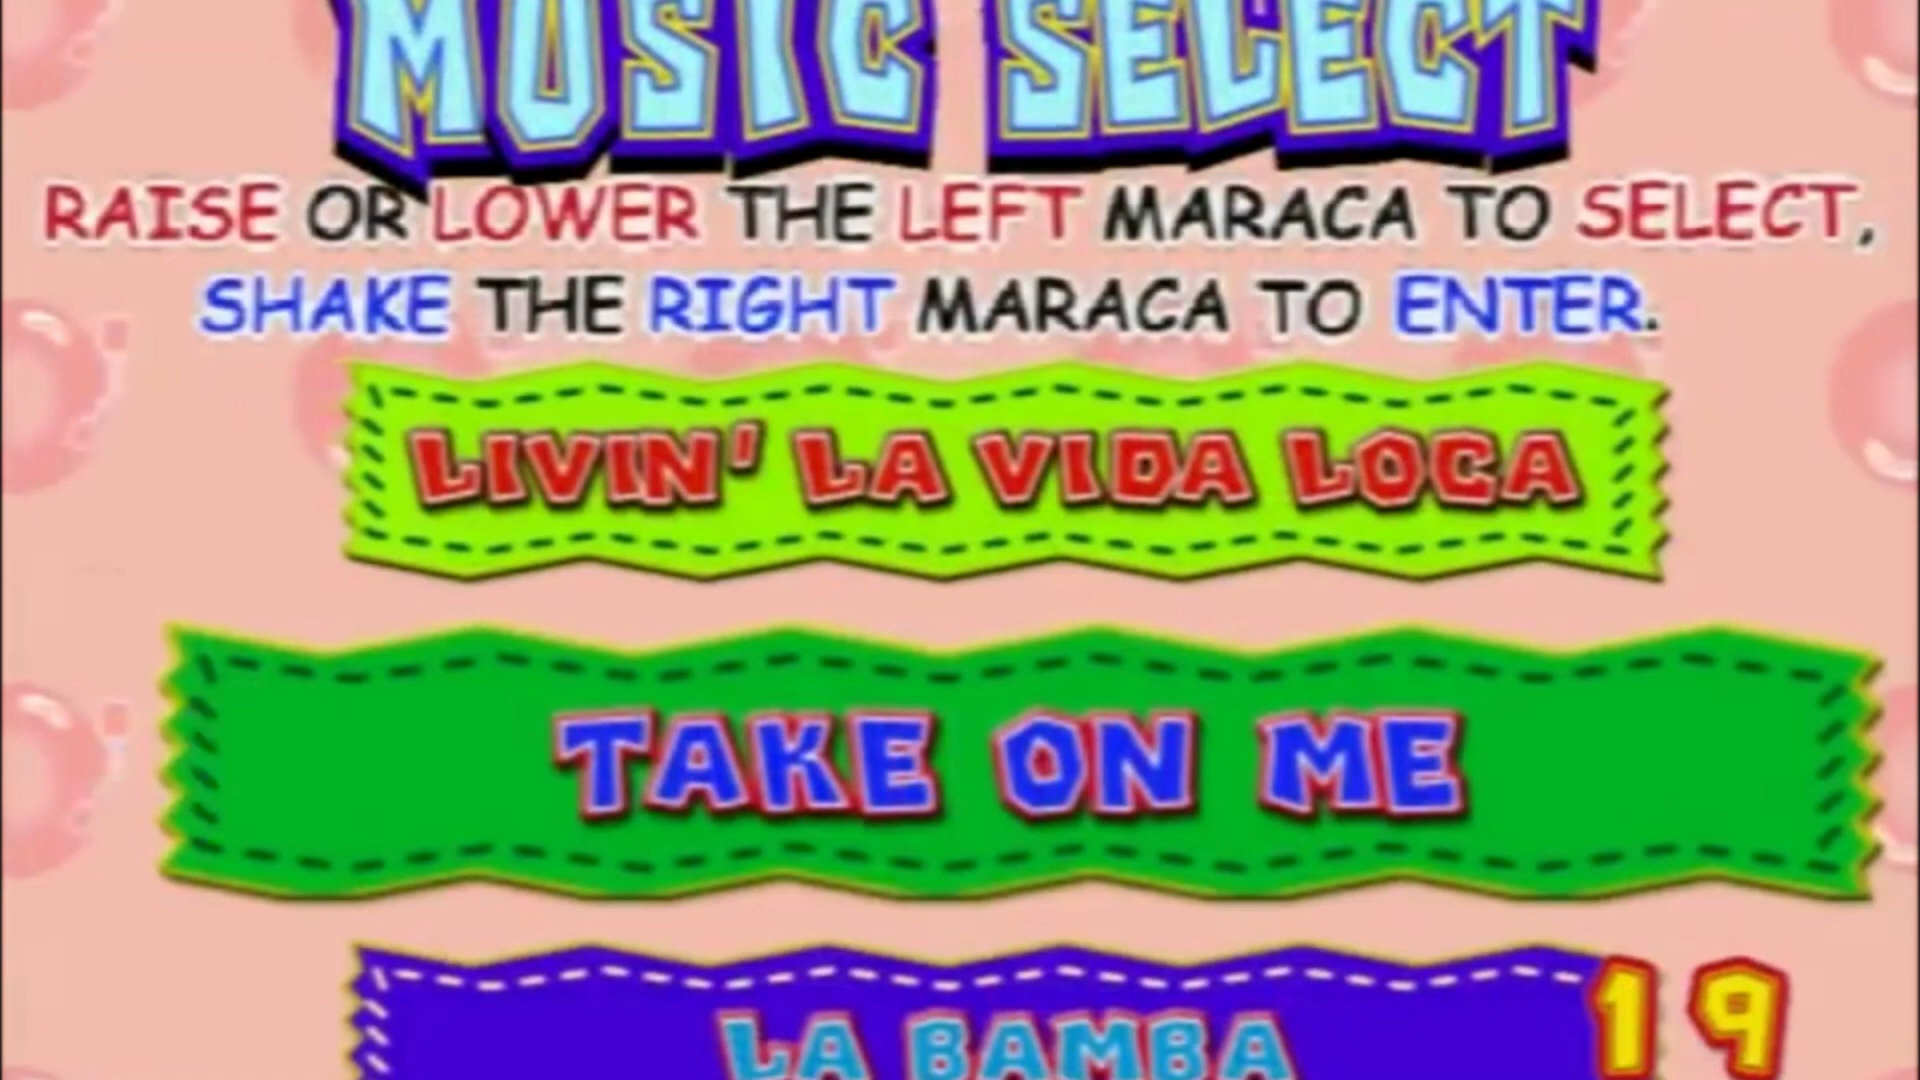 MUSIC SELECT
RAISE OR LOWER THE LEFT MARACA TO SELECT,
SHAKE THE RIGHT MARACA TO ENTER.
LIVIN' LA VIDA LOCA
TAKE ON ME
LA BAMBA
19